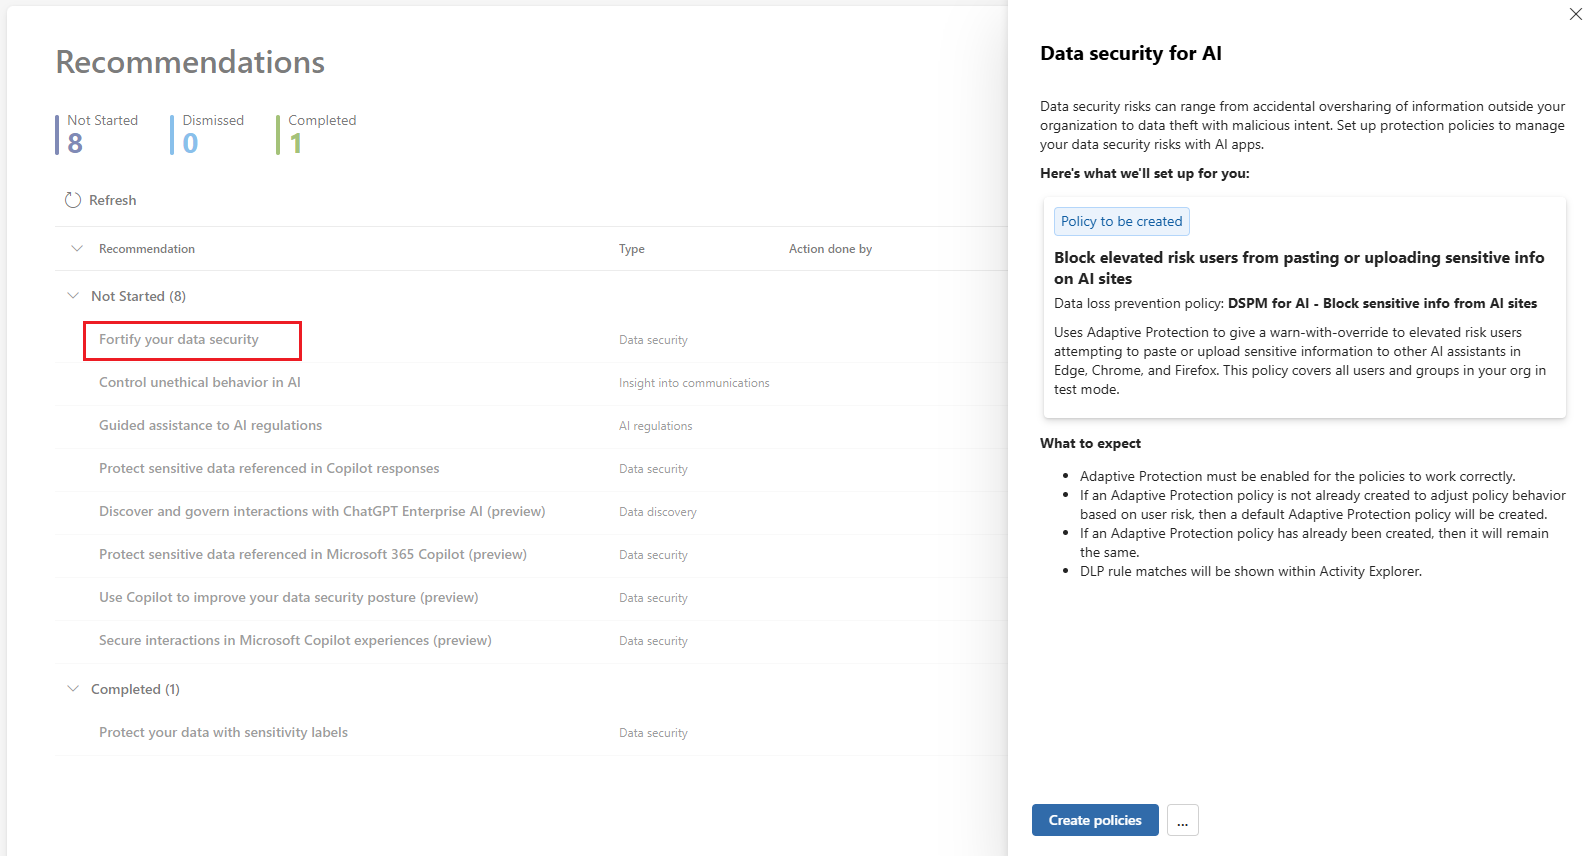 Recommendations
Not Started
8
Dismissed
0
Completed
1
Refresh
Recommendation Type Action done by
Not Started (8)
Fortify your data security Data security
Control unethical behavior in AI Insight into communications
Guided assistance to AI regulations AI regulations
Protect sensitive data referenced in Copilot responses Data security
Discover and govern interactions with ChatGPT Enterprise AI (preview) Data discovery
Protect sensitive data referenced in Microsoft 365 Copilot (preview) Data security
Use Copilot to improve your data security posture (preview) Data security
Secure interactions in Microsoft Copilot experiences (preview) Data security
Completed (1)
Protect your data with sensitivity labels Data security
Data security for AI
Data security risks can range from accidental oversharing of information outside your
organization to data theft with malicious intent. Set up protection policies to manage
your data security risks with AI apps.
Here's what we'll set up for you:
Policy to be created
Block elevated risk users from pasting or uploading sensitive info
on AI sites
Data loss prevention policy: DSPM for AI - Block sensitive info from AI sites
Uses Adaptive Protection to give a warn-with-override to elevated risk users
attempting to paste or upload sensitive information to other AI assistants in
Edge, Chrome, and Firefox. This policy covers all users and groups in your org in
test mode.
What to expect
• Adaptive Protection must be enabled for the policies to work correctly.
• If an Adaptive Protection policy is not already created to adjust policy behavior
based on user risk, then a default Adaptive Protection policy will be created.
• If an Adaptive Protection policy has already been created, then it will remain
the same.
• DLP rule matches will be shown within Activity Explorer.
Create policies ...